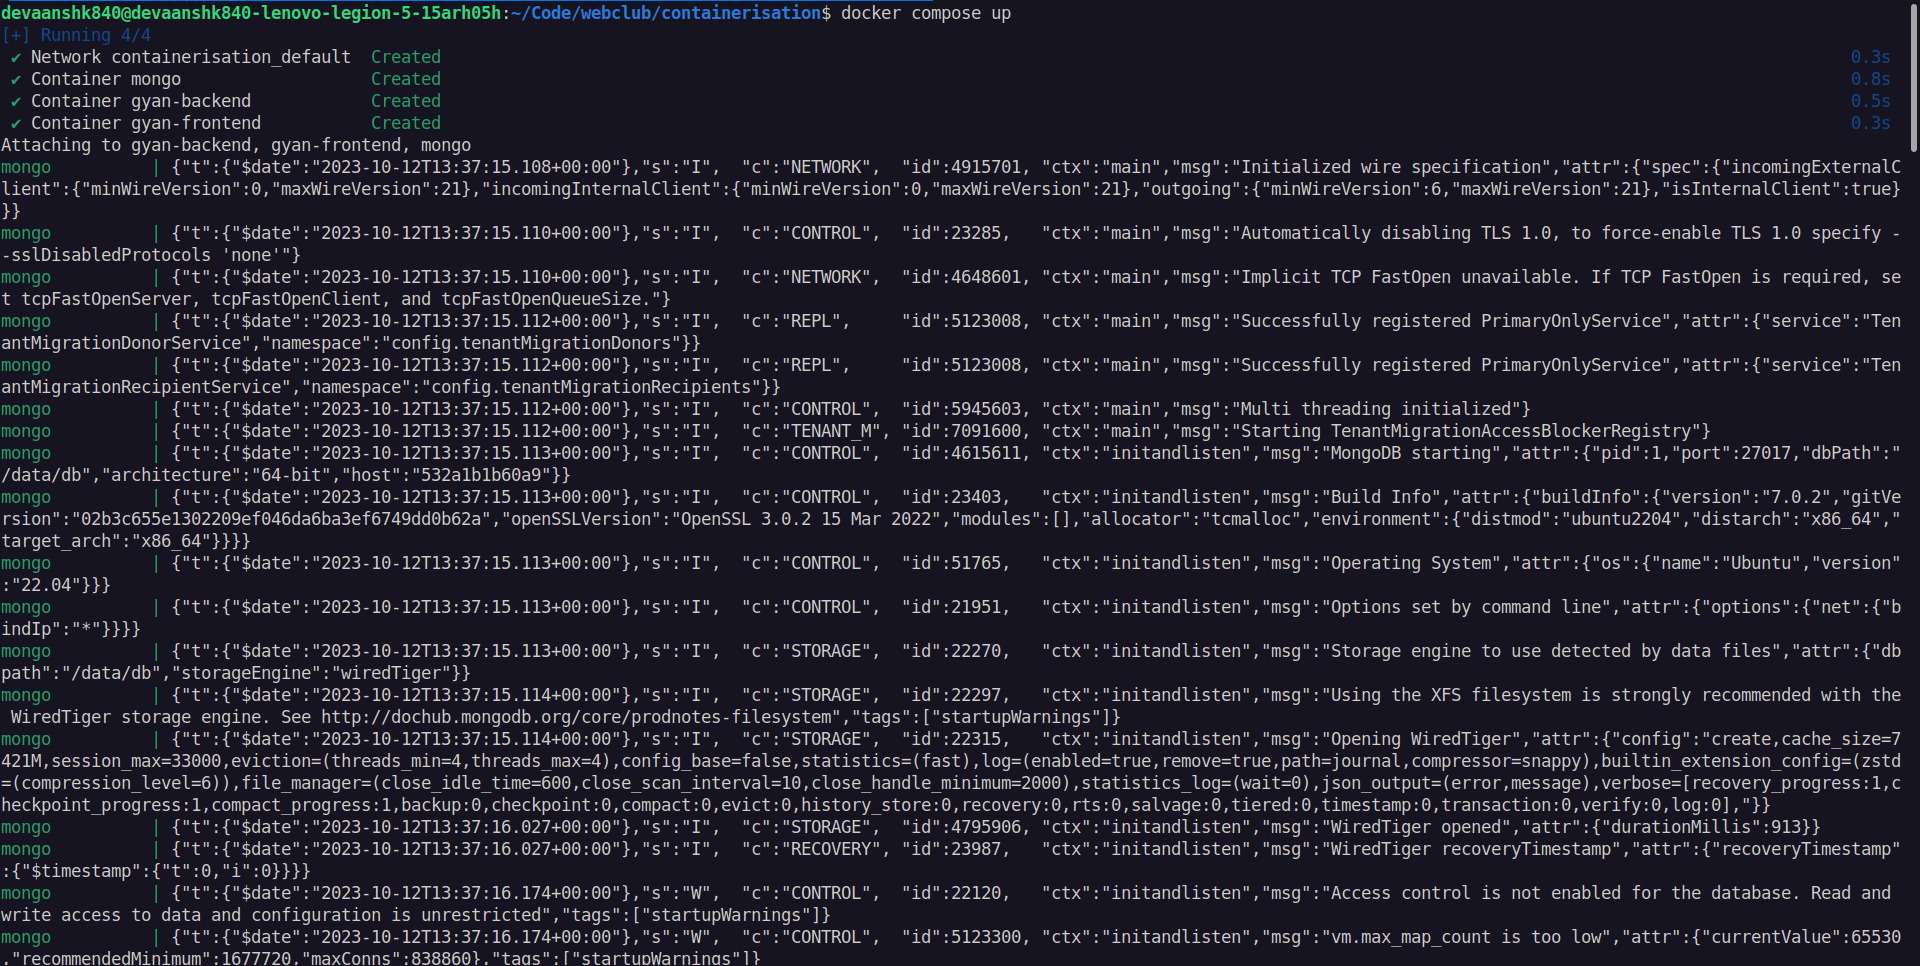 devaanshk840@devaanshk840-lenovo-legion-5-15arh05h:~/Code/webclub/containerisation$ docker compose up
[+] Running 4/4
✔ Network containerisation_default  Created 0.3s
✔ Container mongo                   Created 0.8s
✔ Container gyan-backend            Created 0.5s
✔ Container gyan-frontend           Created 0.3s
Attaching to gyan-backend, gyan-frontend, mongo
mongo          | {"t":{"$date":"2023-10-12T13:37:15.108+00:00"},"s":"I",  "c":"NETWORK",  "id":4915701, "ctx":"main","msg":"Initialized wire specification","attr":{"spec":{"incomingExternalC
lient":{"minWireVersion":0,"maxWireVersion":21},"incomingInternalClient":{"minWireVersion":0,"maxWireVersion":21},"outgoing":{"minWireVersion":6,"maxWireVersion":21},"isInternalClient":true}
}}
mongo          | {"t":{"$date":"2023-10-12T13:37:15.110+00:00"},"s":"I",  "c":"CONTROL",  "id":23285,   "ctx":"main","msg":"Automatically disabling TLS 1.0, to force-enable TLS 1.0 specify -
-sslDisabledProtocols 'none'"}
mongo          | {"t":{"$date":"2023-10-12T13:37:15.110+00:00"},"s":"I",  "c":"NETWORK",  "id":4648601, "ctx":"main","msg":"Implicit TCP FastOpen unavailable. If TCP FastOpen is required, se
t tcpFastOpenServer, tcpFastOpenClient, and tcpFastOpenQueueSize."}
mongo          | {"t":{"$date":"2023-10-12T13:37:15.112+00:00"},"s":"I",  "c":"REPL",     "id":5123008, "ctx":"main","msg":"Successfully registered PrimaryOnlyService","attr":{"service":"Ten
antMigrationDonorService","namespace":"config.tenantMigrationDonors"}}
mongo          | {"t":{"$date":"2023-10-12T13:37:15.112+00:00"},"s":"I",  "c":"REPL",     "id":5123008, "ctx":"main","msg":"Successfully registered PrimaryOnlyService","attr":{"service":"Ten
antMigrationRecipientService","namespace":"config.tenantMigrationRecipients"}}
mongo          | {"t":{"$date":"2023-10-12T13:37:15.112+00:00"},"s":"I",  "c":"CONTROL",  "id":5945603, "ctx":"main","msg":"Multi threading initialized"}
mongo          | {"t":{"$date":"2023-10-12T13:37:15.112+00:00"},"s":"I",  "c":"TENANT_M", "id":7091600, "ctx":"main","msg":"Starting TenantMigrationAccessBlockerRegistry"}
mongo          | {"t":{"$date":"2023-10-12T13:37:15.113+00:00"},"s":"I",  "c":"CONTROL",  "id":4615611, "ctx":"initandlisten","msg":"MongoDB starting","attr":{"pid":1,"port":27017,"dbPath":"
/data/db","architecture":"64-bit","host":"532a1b1b60a9"}}
mongo          | {"t":{"$date":"2023-10-12T13:37:15.113+00:00"},"s":"I",  "c":"CONTROL",  "id":23403,   "ctx":"initandlisten","msg":"Build Info","attr":{"buildInfo":{"version":"7.0.2","gitVe
rsion":"02b3c655e1302209ef046da6ba3ef6749dd0b62a","openSSLVersion":"OpenSSL 3.0.2 15 Mar 2022","modules":[],"allocator":"tcmalloc","environment":{"distmod":"ubuntu2204","distarch":"x86_64","
target_arch":"x86_64"}}}}
mongo          | {"t":{"$date":"2023-10-12T13:37:15.113+00:00"},"s":"I",  "c":"CONTROL",  "id":51765,   "ctx":"initandlisten","msg":"Operating System","attr":{"os":{"name":"Ubuntu","version"
:"22.04"}}}
mongo          | {"t":{"$date":"2023-10-12T13:37:15.113+00:00"},"s":"I",  "c":"CONTROL",  "id":21951,   "ctx":"initandlisten","msg":"Options set by command line","attr":{"options":{"net":{"b
indIp":"*"}}}}
mongo          | {"t":{"$date":"2023-10-12T13:37:15.113+00:00"},"s":"I",  "c":"STORAGE",  "id":22270,   "ctx":"initandlisten","msg":"Storage engine to use detected by data files","attr":{"db
path":"/data/db","storageEngine":"wiredTiger"}}
mongo          | {"t":{"$date":"2023-10-12T13:37:15.114+00:00"},"s":"I",  "c":"STORAGE",  "id":22297,   "ctx":"initandlisten","msg":"Using the XFS filesystem is strongly recommended with the
 WiredTiger storage engine. See http://dochub.mongodb.org/core/prodnotes-filesystem","tags":["startupWarnings"]}
mongo          | {"t":{"$date":"2023-10-12T13:37:15.114+00:00"},"s":"I",  "c":"STORAGE",  "id":22315,   "ctx":"initandlisten","msg":"Opening WiredTiger","attr":{"config":"create,cache_size=7
421M,session_max=33000,eviction=(threads_min=4,threads_max=4),config_base=false,statistics=(fast),log=(enabled=true,remove=true,path=journal,compressor=snappy),builtin_extension_config=(zstd
=(compression_level=6)),file_manager=(close_idle_time=600,close_scan_interval=10,close_handle_minimum=2000),statistics_log=(wait=0),json_output=(error,message),verbose=[recovery_progress:1,c
heckpoint_progress:1,compact_progress:1,backup:0,checkpoint:0,compact:0,evict:0,history_store:0,recovery:0,rts:0,salvage:0,tiered:0,timestamp:0,transaction:0,verify:0,log:0],"}}
mongo          | {"t":{"$date":"2023-10-12T13:37:16.027+00:00"},"s":"I",  "c":"STORAGE",  "id":4795906, "ctx":"initandlisten","msg":"WiredTiger opened","attr":{"durationMillis":913}}
mongo          | {"t":{"$date":"2023-10-12T13:37:16.027+00:00"},"s":"I",  "c":"RECOVERY", "id":23987,   "ctx":"initandlisten","msg":"WiredTiger recoveryTimestamp","attr":{"recoveryTimestamp"
:{"$timestamp":{"t":0,"i":0}}}}
mongo          | {"t":{"$date":"2023-10-12T13:37:16.174+00:00"},"s":"W",  "c":"CONTROL",  "id":22120,   "ctx":"initandlisten","msg":"Access control is not enabled for the database. Read and 
write access to data and configuration is unrestricted","tags":["startupWarnings"]}
mongo          | {"t":{"$date":"2023-10-12T13:37:16.174+00:00"},"s":"W",  "c":"CONTROL",  "id":5123300, "ctx":"initandlisten","msg":"vm.max_map_count is too low","attr":{"currentValue":65530
,"recommendedMinimum":1677720,"maxConns":838860},"tags":["startupWarnings"]}